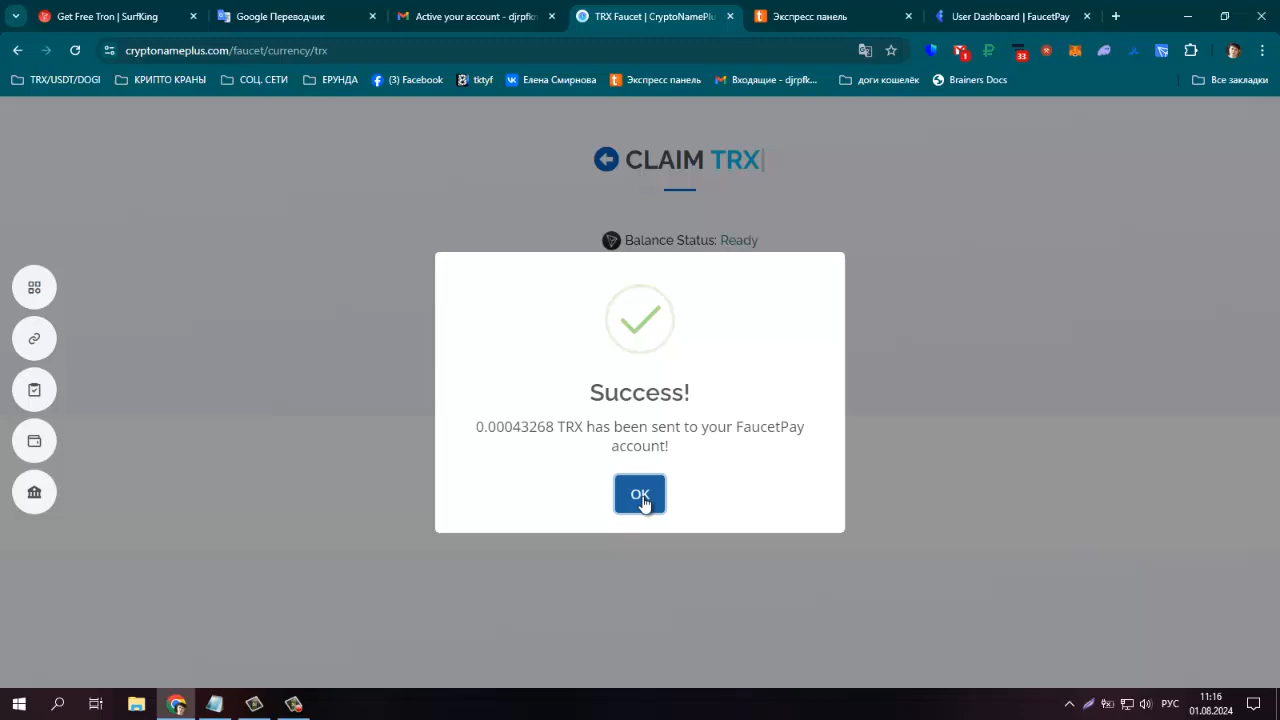 Get Free Tron | SurfKing
Google Переводчик
Active your account - djrpfk
TRX Faucet | CryptoNamePlu
Экспресс панель
User Dashboard | FaucetPay
cryptonameplus.com/faucet/currency/trx
1
33
TRX/USDT/DOGI
КРИПТО КРАНЫ
СОЦ. СЕТИ
ЕРУНДА
(3) Facebook
tktyf
Елена Смирнова
Экспресс панель
Входящие - djrpfk...
доги кошелёк
Brainers Docs
Все закладки
CLAIM TRX
Balance Status: Ready
Success!
0.00043268 TRX has been sent to your FaucetPay
account!
OK
РУС
11:16
01.08.2024